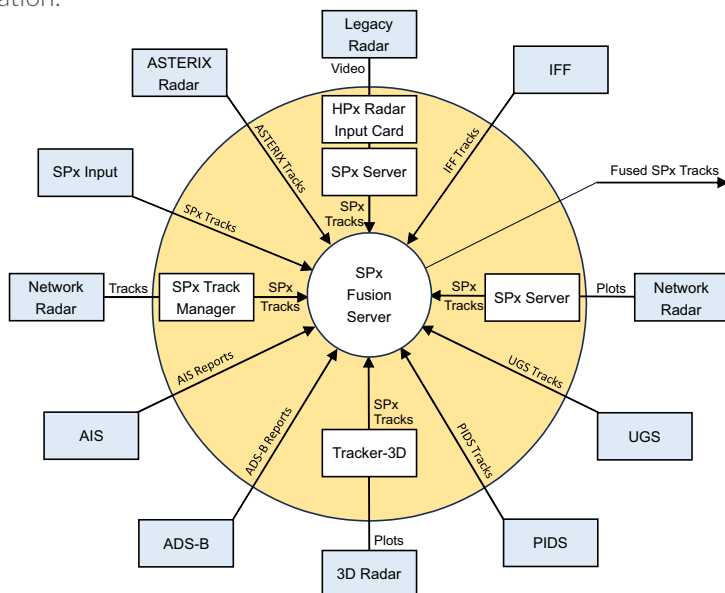 ation.
Legacy
Radar
ASTERIX
Radar
IFF
Video
HPx Radar
Input Card
ASTERIX Tracks
IFF Tracks
SPx Input
SPx Server
Fused SPx Tracks
SPx Tracks
SPx
Tracks
SPx
Fusion
Server
Network
Radar
Tracks
SPx Track
Manager
SPx
Tracks
SPx
Tracks
SPx Server
Plots
Network
Radar
AIS Reports
UGS Tracks
AIS
ADS-B Reports
SPx
Tracks
PIDS Tracks
UGS
Tracker-3D
ADS-B
Plots
PIDS
3D Radar